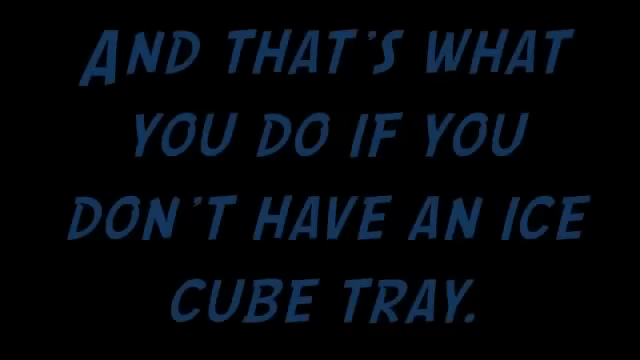 And that's what
you do if you
don't have an ice
cube tray.